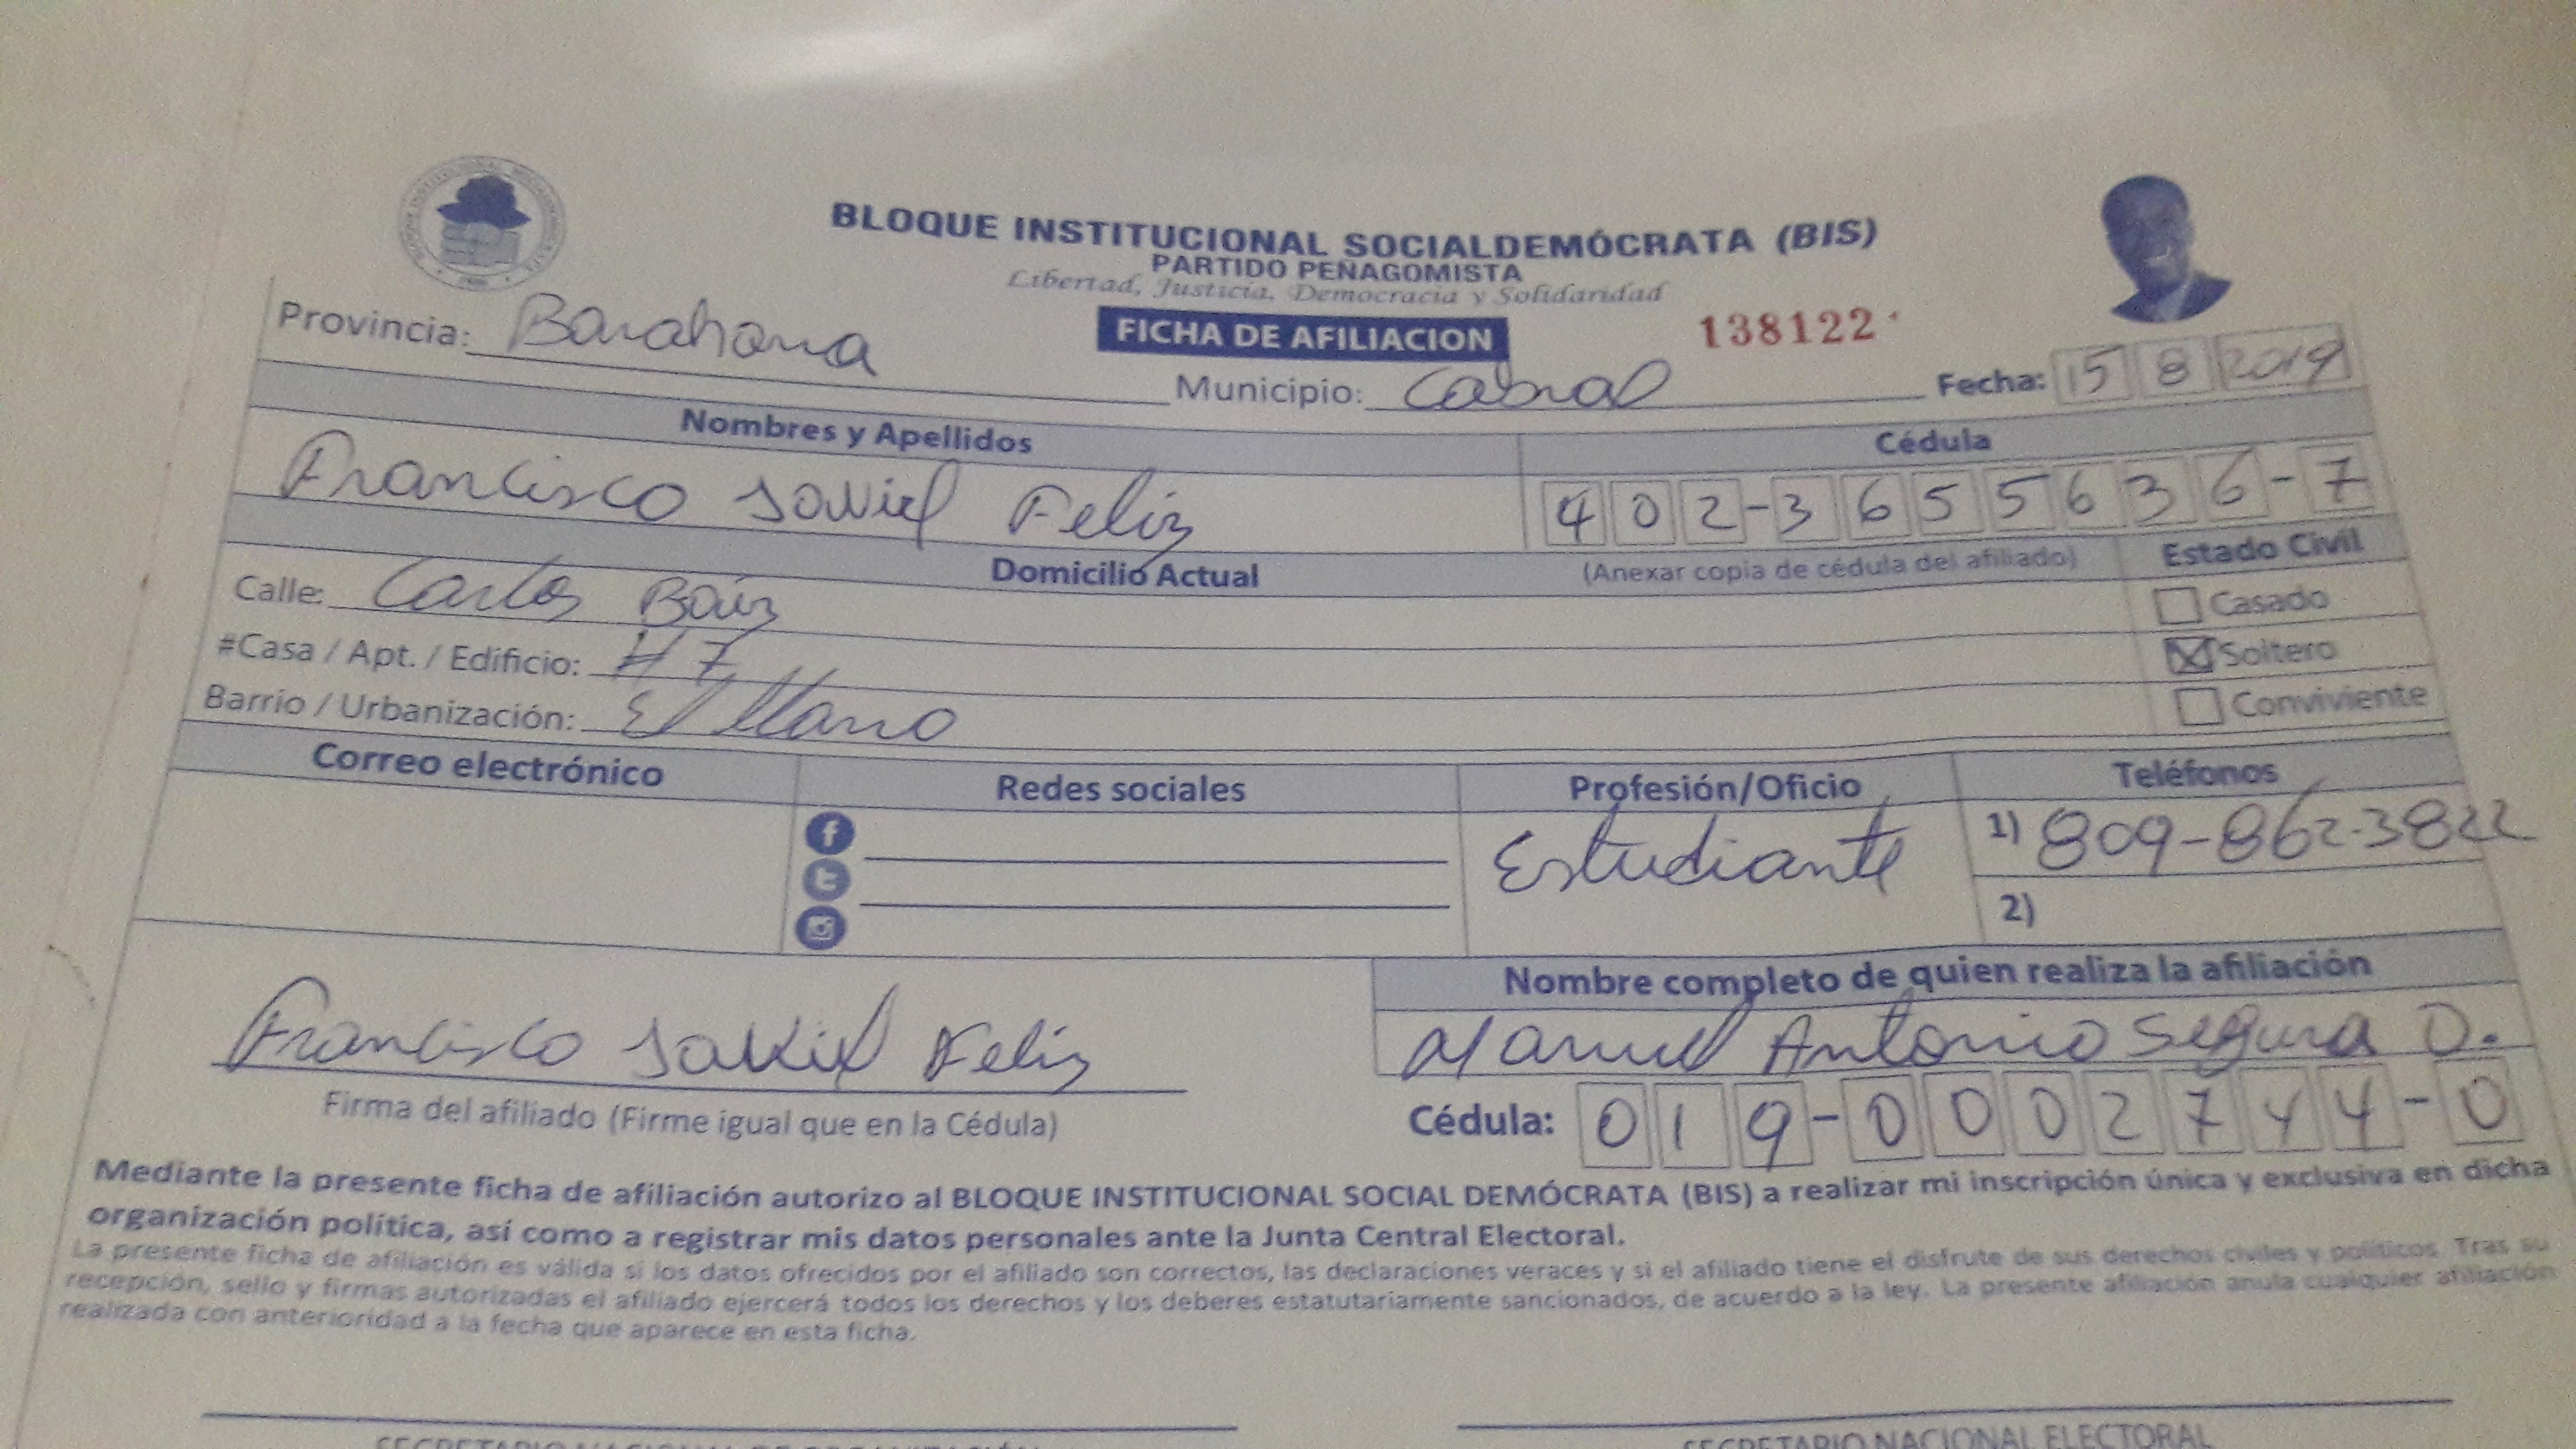 BLOQUE INSTITUCIONAL SOCIALDEMÓCRATA (BIS)
PARTIDO PEÑAGOMISTA
Libertad, Justicia, Democracia y Solidaridad
FICHA DE AFILIACION
138122
Provincia: Barahona
Municipio: Cabral
Fecha: 15 8 2019
Nombres y Apellidos
Cédula
Francisco Feliz
402-3655636-7
Domicilio Actual
(Anexar copia de cédula del afiliado)
Estado Civil
Calle: Carlos Báez
Casado
#Casa / Apt. / Edificio: # 7
Soltero
Barrio / Urbanización: El Llano
Conviviente
Correo electrónico
Redes sociales
Profesión/Oficio
Teléfonos
Estudiante
1) 809-862-3822
2)
Nombre completo de quien realiza la afiliación
Francisco Feliz
Manuel Antonio Segura D.
Firma del afiliado (Firme igual que en la Cédula)
Cédula: 019-0002744-0
Mediante la presente ficha de afiliación autorizo al BLOQUE INSTITUCIONAL SOCIAL DEMÓCRATA (BIS) a realizar mi inscripción única y exclusiva en dicha
organización política, así como a registrar mis datos personales ante la Junta Central Electoral.
La presente ficha de afiliación es válida si los datos ofrecidos por el afiliado son correctos, las declaraciones veraces y si el afiliado tiene el disfrute de sus derechos civiles y políticos. Tras su
recepción, sello y firmas autorizadas el afiliado ejercerá todos los derechos y los deberes estatutariamente sancionados, de acuerdo a la ley. La presente afiliación anula cualquier afiliación
realizada con anterioridad a la fecha que aparece en esta ficha.
SECRETARIO NACIONAL DE ORGANIZACIÓN
SECRETARIO NACIONAL ELECTORAL